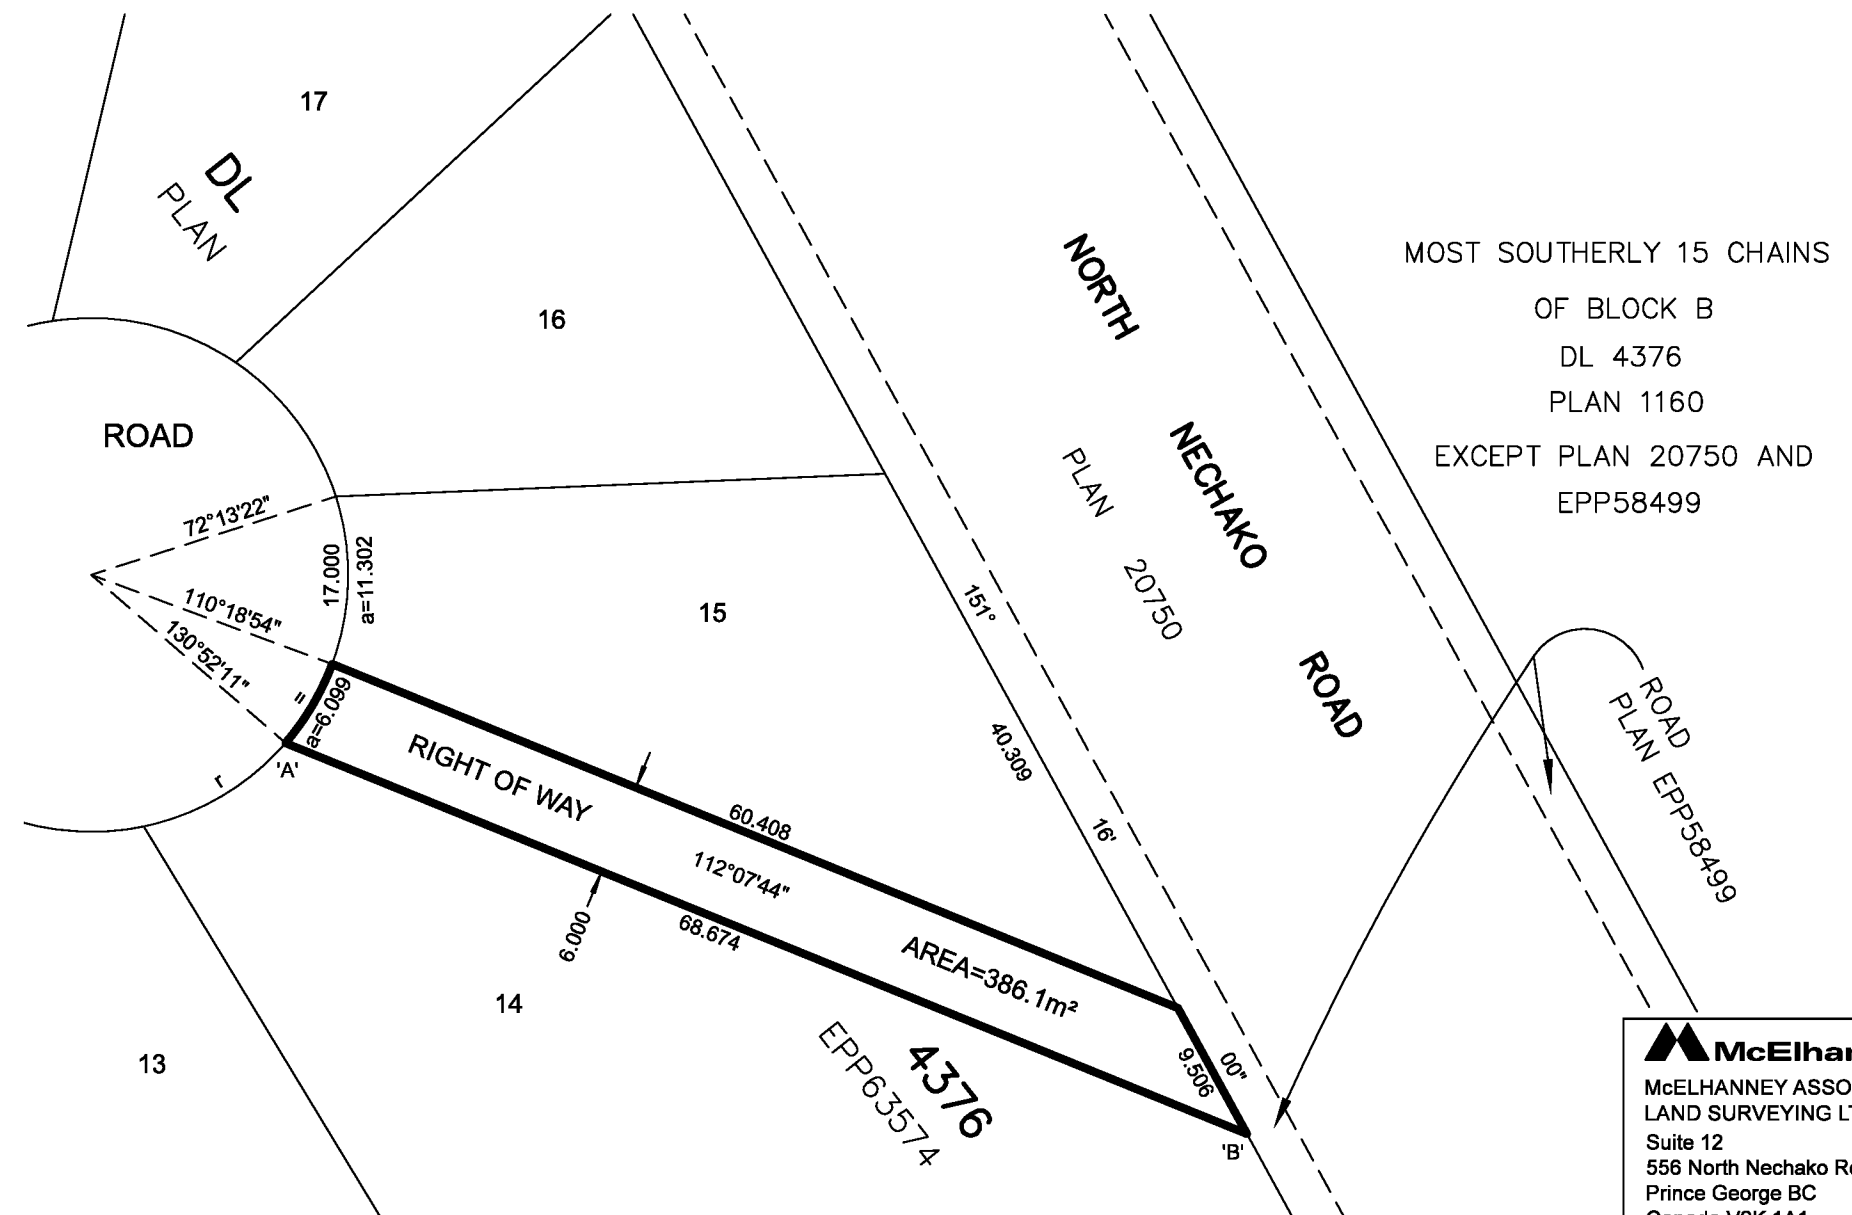 17
DL
PLAN
16
ROAD
72°13'22"
110°18'54"
130°52'11"
17.000
a=11.302
=
r
a=6.099
'A'
15
RIGHT OF WAY
60.408
112°07'44"
68.674
6.000
AREA=386.1m²
14
13
4376
EPP63574
9.506
'B'
151°
16'
00"
40.309
NORTH
NECHAKO
ROAD
PLAN
20750
MOST SOUTHERLY 15 CHAINS
OF BLOCK B
DL 4376
PLAN 1160
EXCEPT PLAN 20750 AND
EPP58499
ROAD
PLAN EPP58499
McElhan
McELHANNEY ASSO
LAND SURVEYING LT
Suite 12
556 North Nechako Ro
Prince George BC